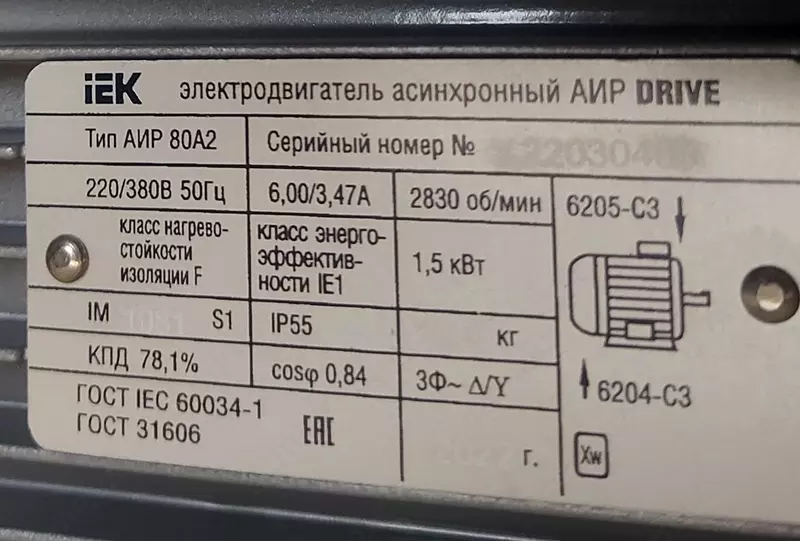 iEK электродвигатель асинхронный АИР DRIVE
Тип АИР 80А2
Серийный номер №
220/380В 50Гц
6,00/3,47А
2830 об/мин
6205-С3
класс нагрево-
стойкости
изоляции F
класс энерго-
эффектив-
ности IE1
1,5 кВт
IM
S1
IP55
кг
КПД 78,1%
cosφ 0,84
3Ф~ Δ/Y
6204-С3
ГОСТ IEC 60034-1
ГОСТ 31606
ЕАС
г.
Xw